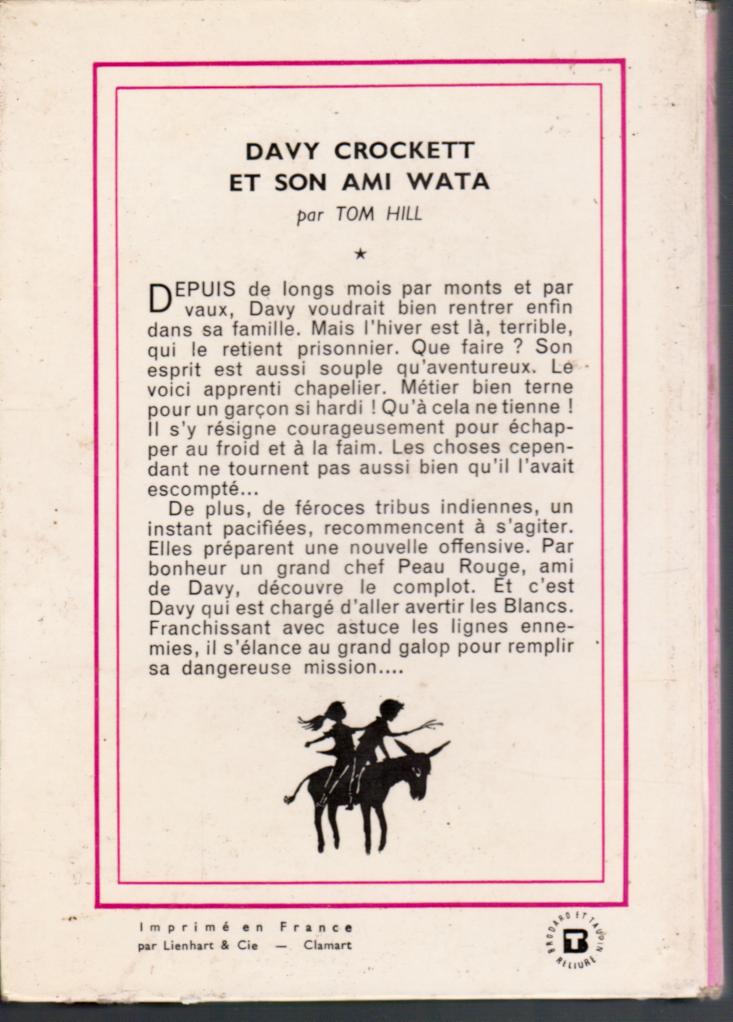 DAVY CROCKETT
ET SON AMI WATA
par TOM HILL
DEPUIS de longs mois par monts et par
vaux, Davy voudrait bien rentrer enfin
dans sa famille. Mais l'hiver est là, terrible,
qui le retient prisonnier. Que faire ? Son
esprit est aussi souple qu'aventureux. Le
voici apprenti chapelier. Métier bien terne
pour un garçon si hardi ! Qu'à cela ne tienne !
Il s'y résigne courageusement pour échap-
per au froid et à la faim. Les choses cepen-
dant ne tournent pas aussi bien qu'il l'avait
escompté...
De plus, de féroces tribus indiennes, un
instant pacifiées, recommencent à s'agiter.
Elles préparent une nouvelle offensive. Par
bonheur un grand chef Peau Rouge, ami
de Davy, découvre le complot. Et c'est
Davy qui est chargé d'aller avertir les Blancs.
Franchissant avec astuce les lignes enne-
mies, il s'élance au grand galop pour remplir
sa dangereuse mission....
Imprimé en France
par Lienhart & Cie — Clamart
BRODARD ET TAUPIN
BT
RELIURE